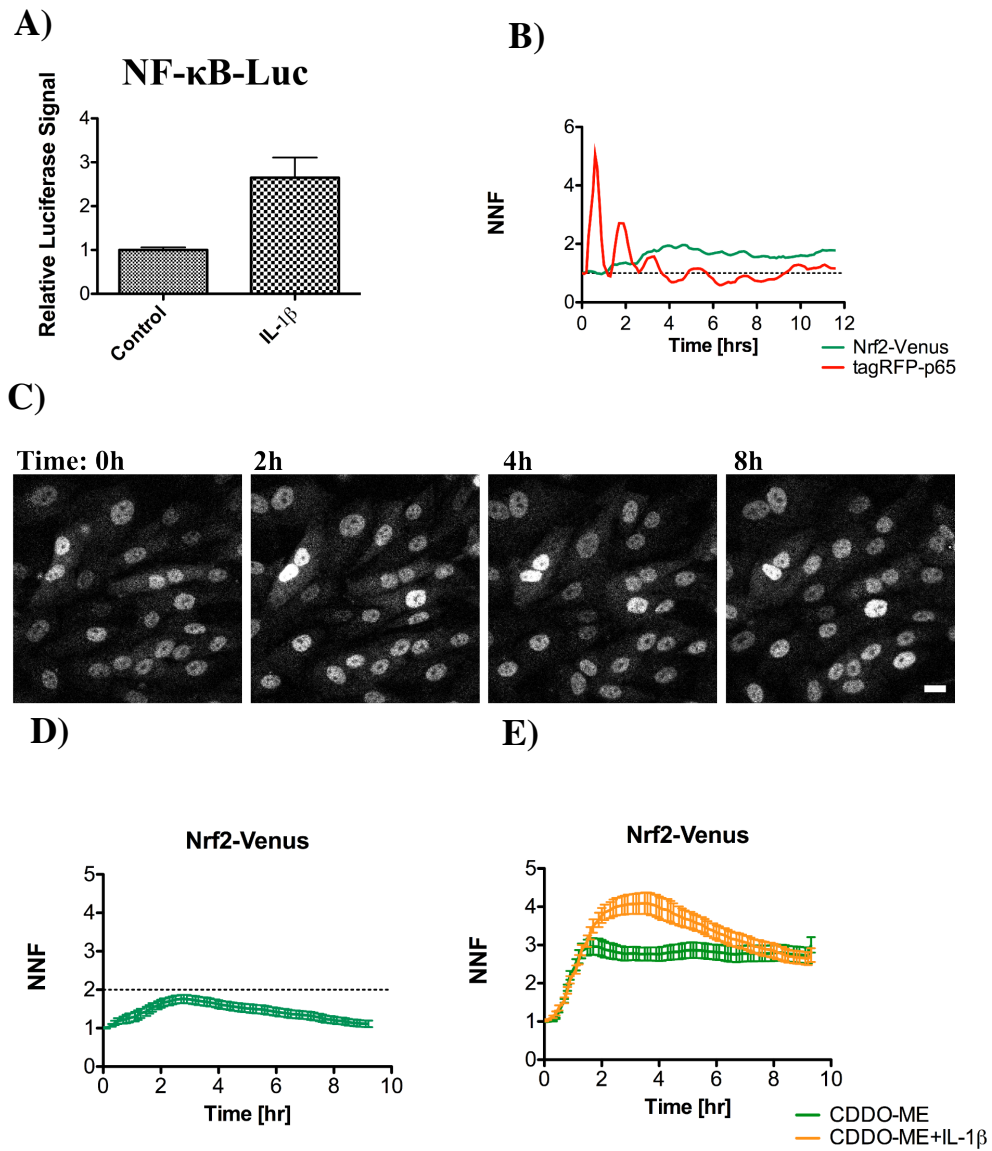 A)
NF-κB-Luc
Relative Luciferase Signal
4
3
2
1
0
Control
IL-1β
B)
NNF
6
4
2
0
0 2 4 6 8 10 12
Time [hrs]
Nrf2-Venus
tagRFP-p65
C)
Time: 0h 2h 4h 8h
D)
Nrf2-Venus
NNF
5
4
3
2
1
0
0 2 4 6 8 10
Time [hr]
E)
Nrf2-Venus
NNF
5
4
3
2
1
0
0 2 4 6 8 10
Time [hr]
CDDO-ME
CDDO-ME+IL-1β